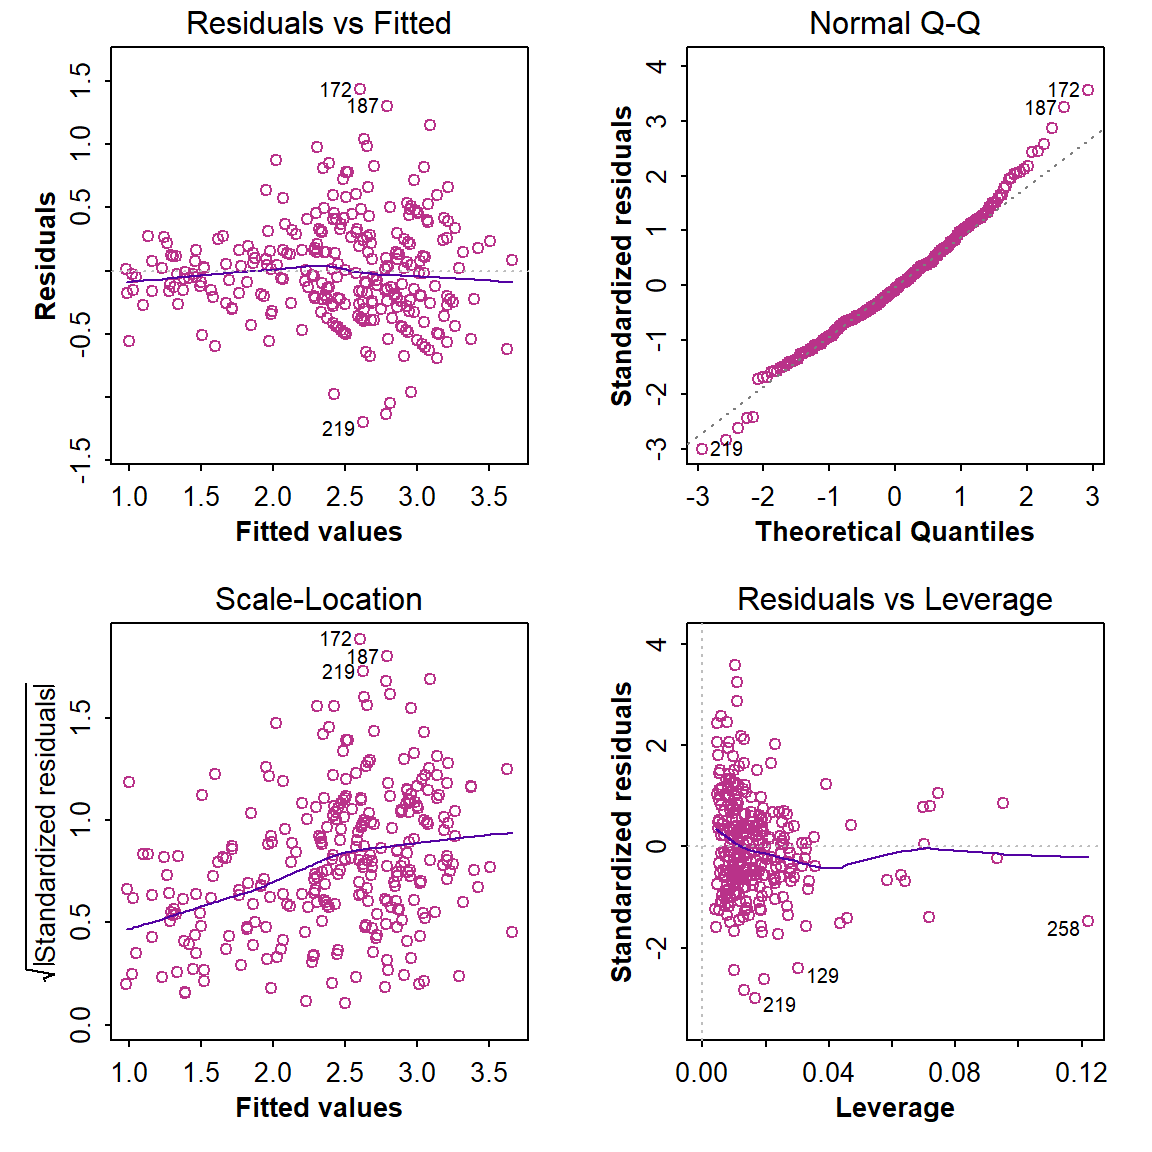 Residuals vs Fitted
Residuals
1.5
1.0
0.5
-0.5
-1.5
172
187
219
1.0 1.5 2.0 2.5 3.0 3.5
Fitted values
Normal Q-Q
Standardized residuals
4
3
2
1
0
-1
-2
-3
172
187
219
-3 -2 -1 0 1 2 3
Theoretical Quantiles
Scale-Location
√|Standardized residuals|
1.5
1.0
0.5
0.0
172
187
219
1.0 1.5 2.0 2.5 3.0 3.5
Fitted values
Residuals vs Leverage
Standardized residuals
4
2
0
-2
258
129
219
0.00 0.04 0.08 0.12
Leverage